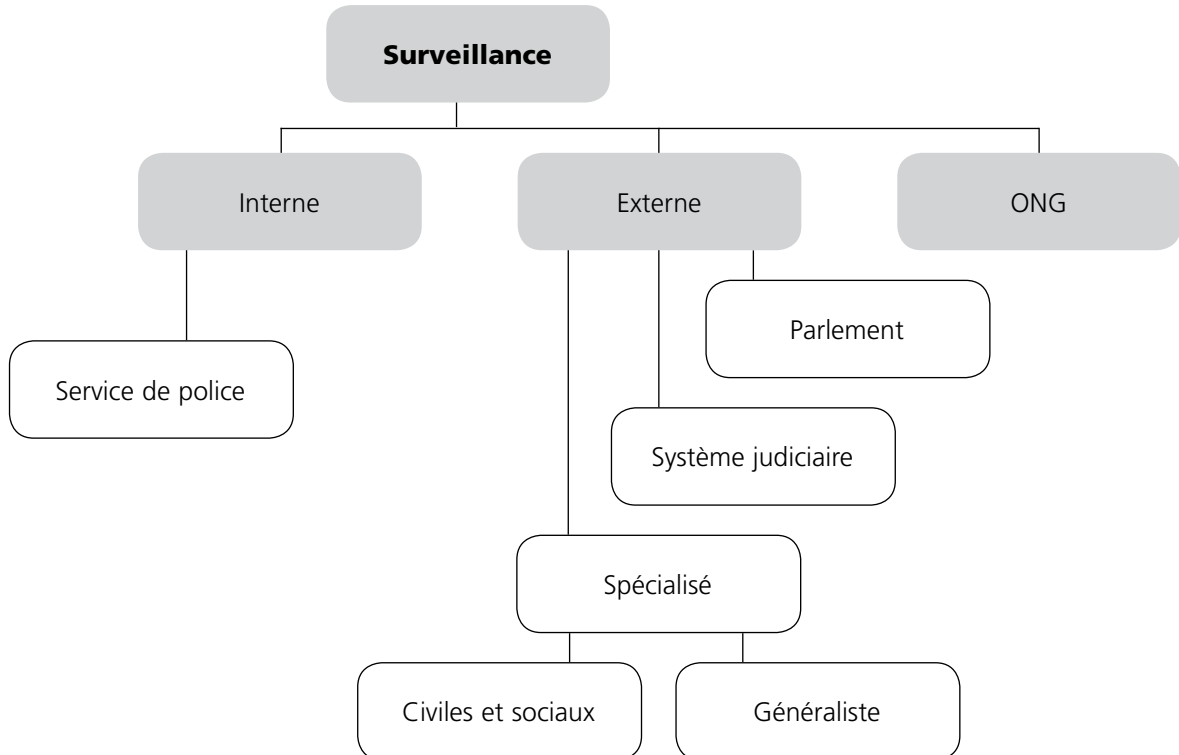 Surveillance
Interne
Externe
ONG
Parlement
Service de police
Système judiciaire
Spécialisé
Civiles et sociaux
Généraliste